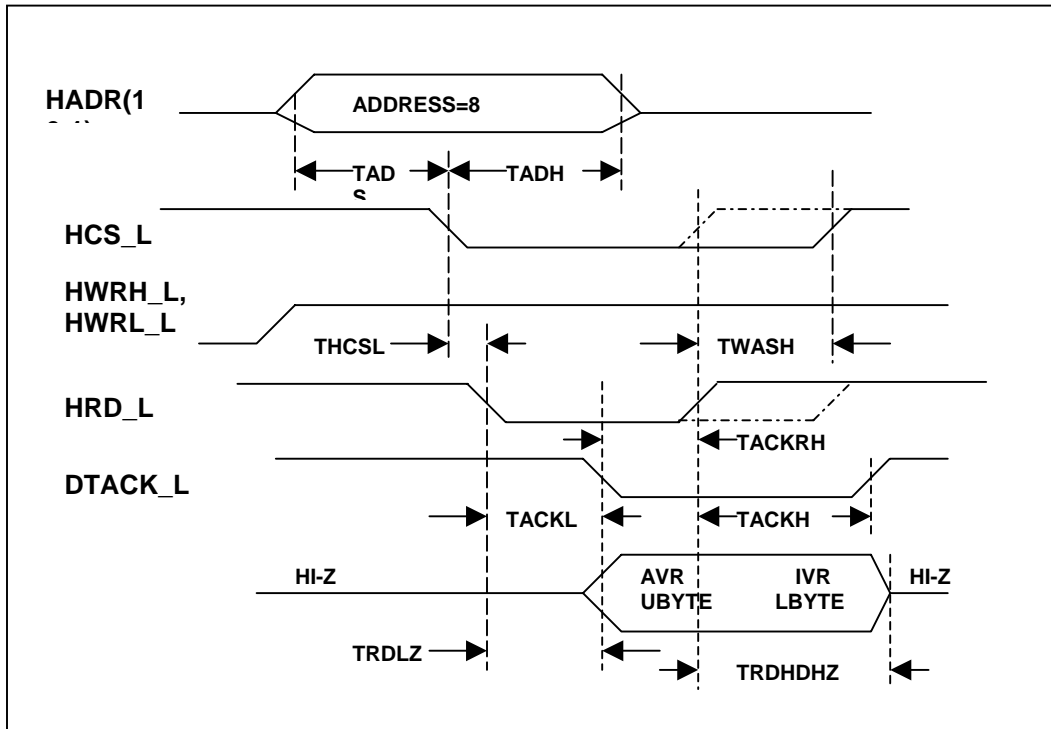 HADR(1
ADDRESS=8
TAD
S
TADH
HCS_L
HWRH_L,
HWRL_L
THCSL
TWASH
HRD_L
TACKRH
DTACK_L
TACKL
TACKH
HI-Z
AVR
UBYTE
IVR
LBYTE
HI-Z
TRDLZ
TRDHDHZ